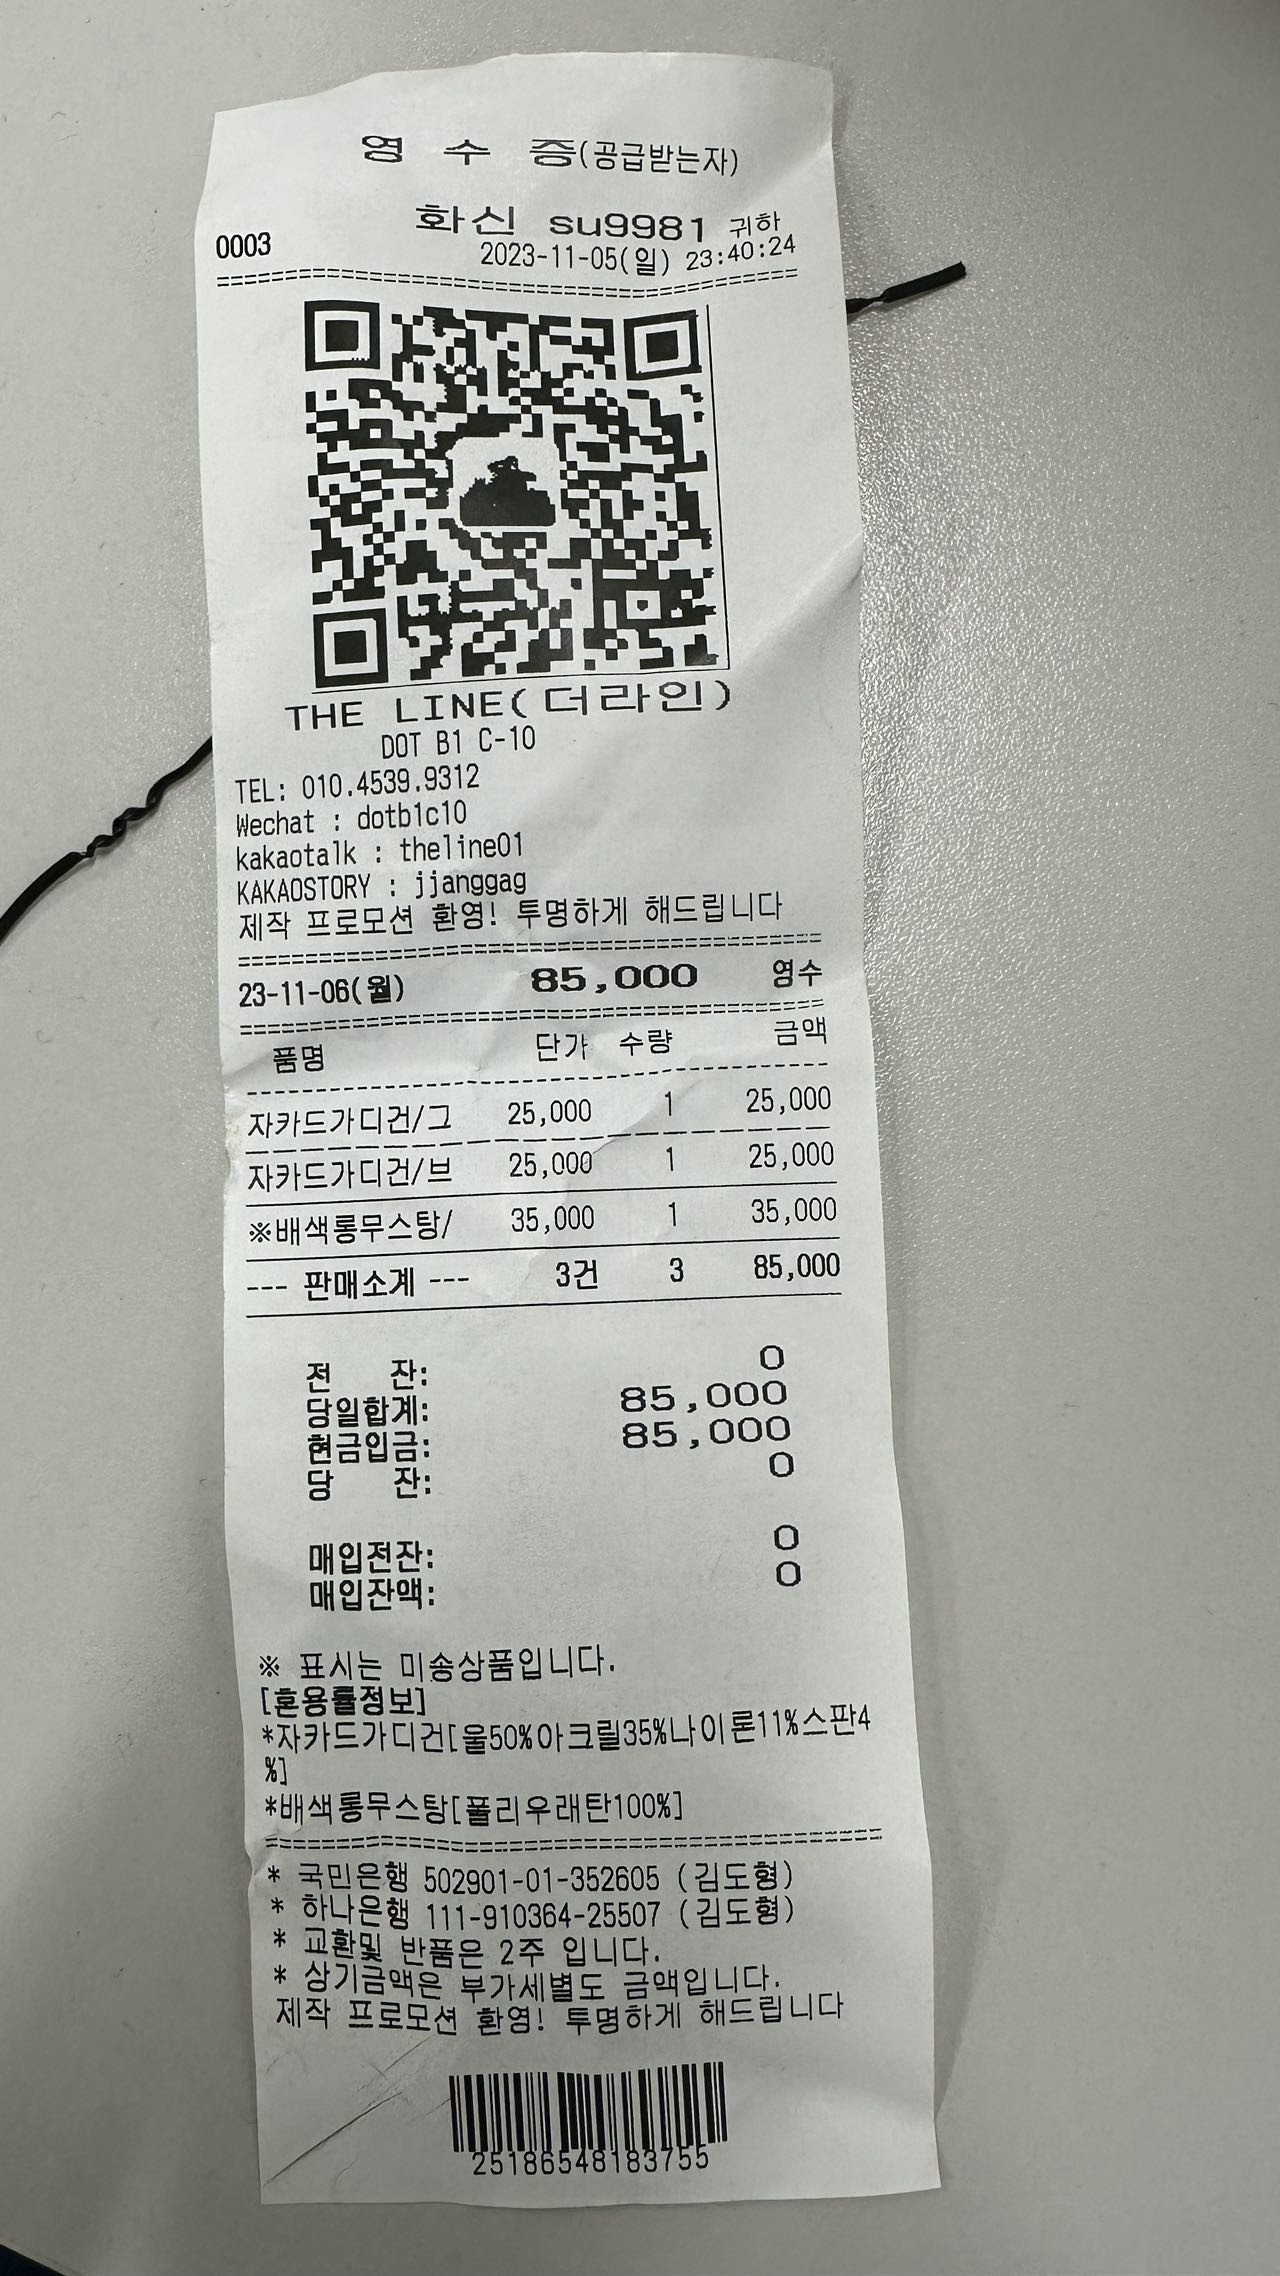 영 수 증(공급받는자)
화신 su9981 귀하
0003 2023-11-05(일) 23:40:24
THE LINE(더라인)
DOT B1 C-10
TEL: 010.4539.9312
Wechat : dotb1c10
kakaotalk : theline01
KAKAOSTORY : jjanggag
제작 프로모션 환영! 투명하게 해드립니다
23-11-06(월) 85,000 영수
품명 단가 수량 금액
자카드가디건/그 25,000 1 25,000
자카드가디건/브 25,000 1 25,000
※배색롱무스탕/ 35,000 1 35,000
--- 판매소계 --- 3건 3 85,000
전 잔: 0
당일합계: 85,000
현금입금: 85,000
당 잔: 0
매입전잔: 0
매입잔액: 0
※ 표시는 미송상품입니다.
[혼용률정보]
*자카드가디건[울50%아크릴35%나이론11%스판4
%]
*배색롱무스탕[폴리우래탄100%]
* 국민은행 502901-01-352605 (김도형)
* 하나은행 111-910364-25507 (김도형)
* 교환및 반품은 2주 입니다.
* 상기금액은 부가세별도 금액입니다.
제작 프로모션 환영! 투명하게 해드립니다
25186548183755